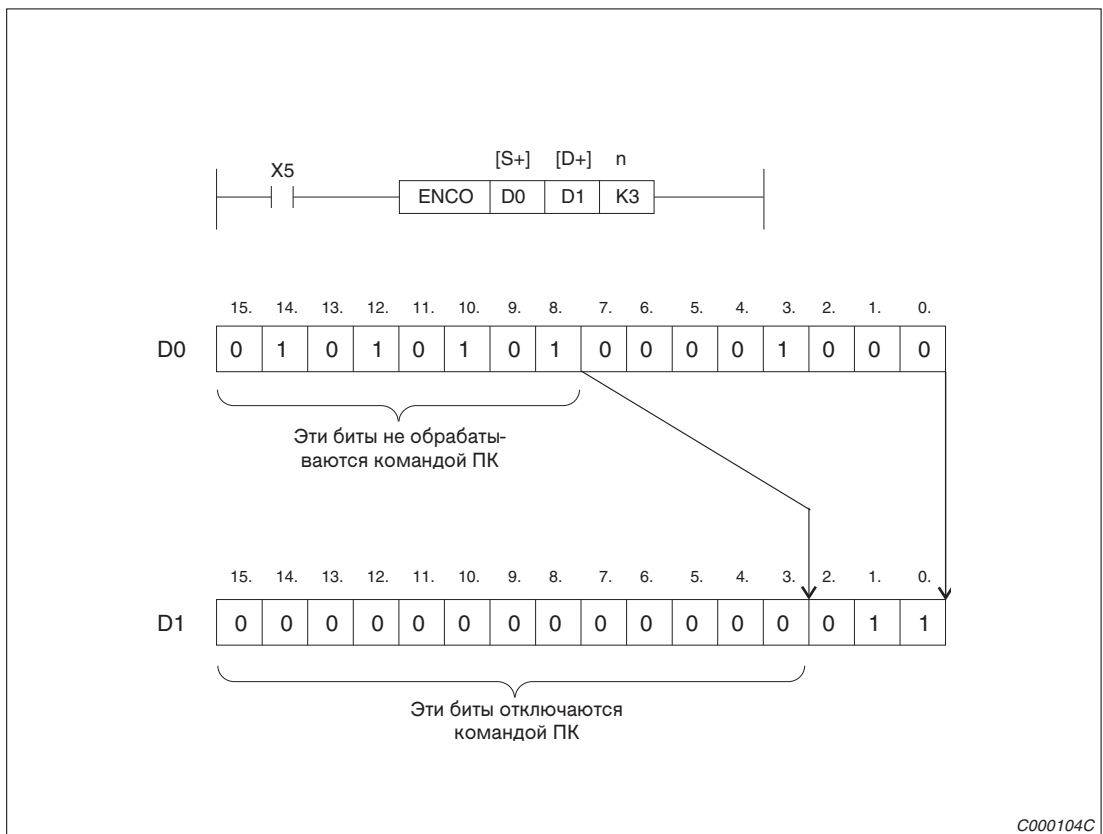 [S+] [D+] n
X5
ENCO D0 D1 K3
15. 14. 13. 12. 11. 10. 9. 8. 7. 6. 5. 4. 3. 2. 1. 0.
D0 0 1 0 1 0 1 0 1 0 0 0 0 1 0 0 0
Эти биты не обрабаты-
ваются командой ПК
15. 14. 13. 12. 11. 10. 9. 8. 7. 6. 5. 4. 3. 2. 1. 0.
D1 0 0 0 0 0 0 0 0 0 0 0 0 0 0 1 1
Эти биты отключаются
командой ПК
C000104C